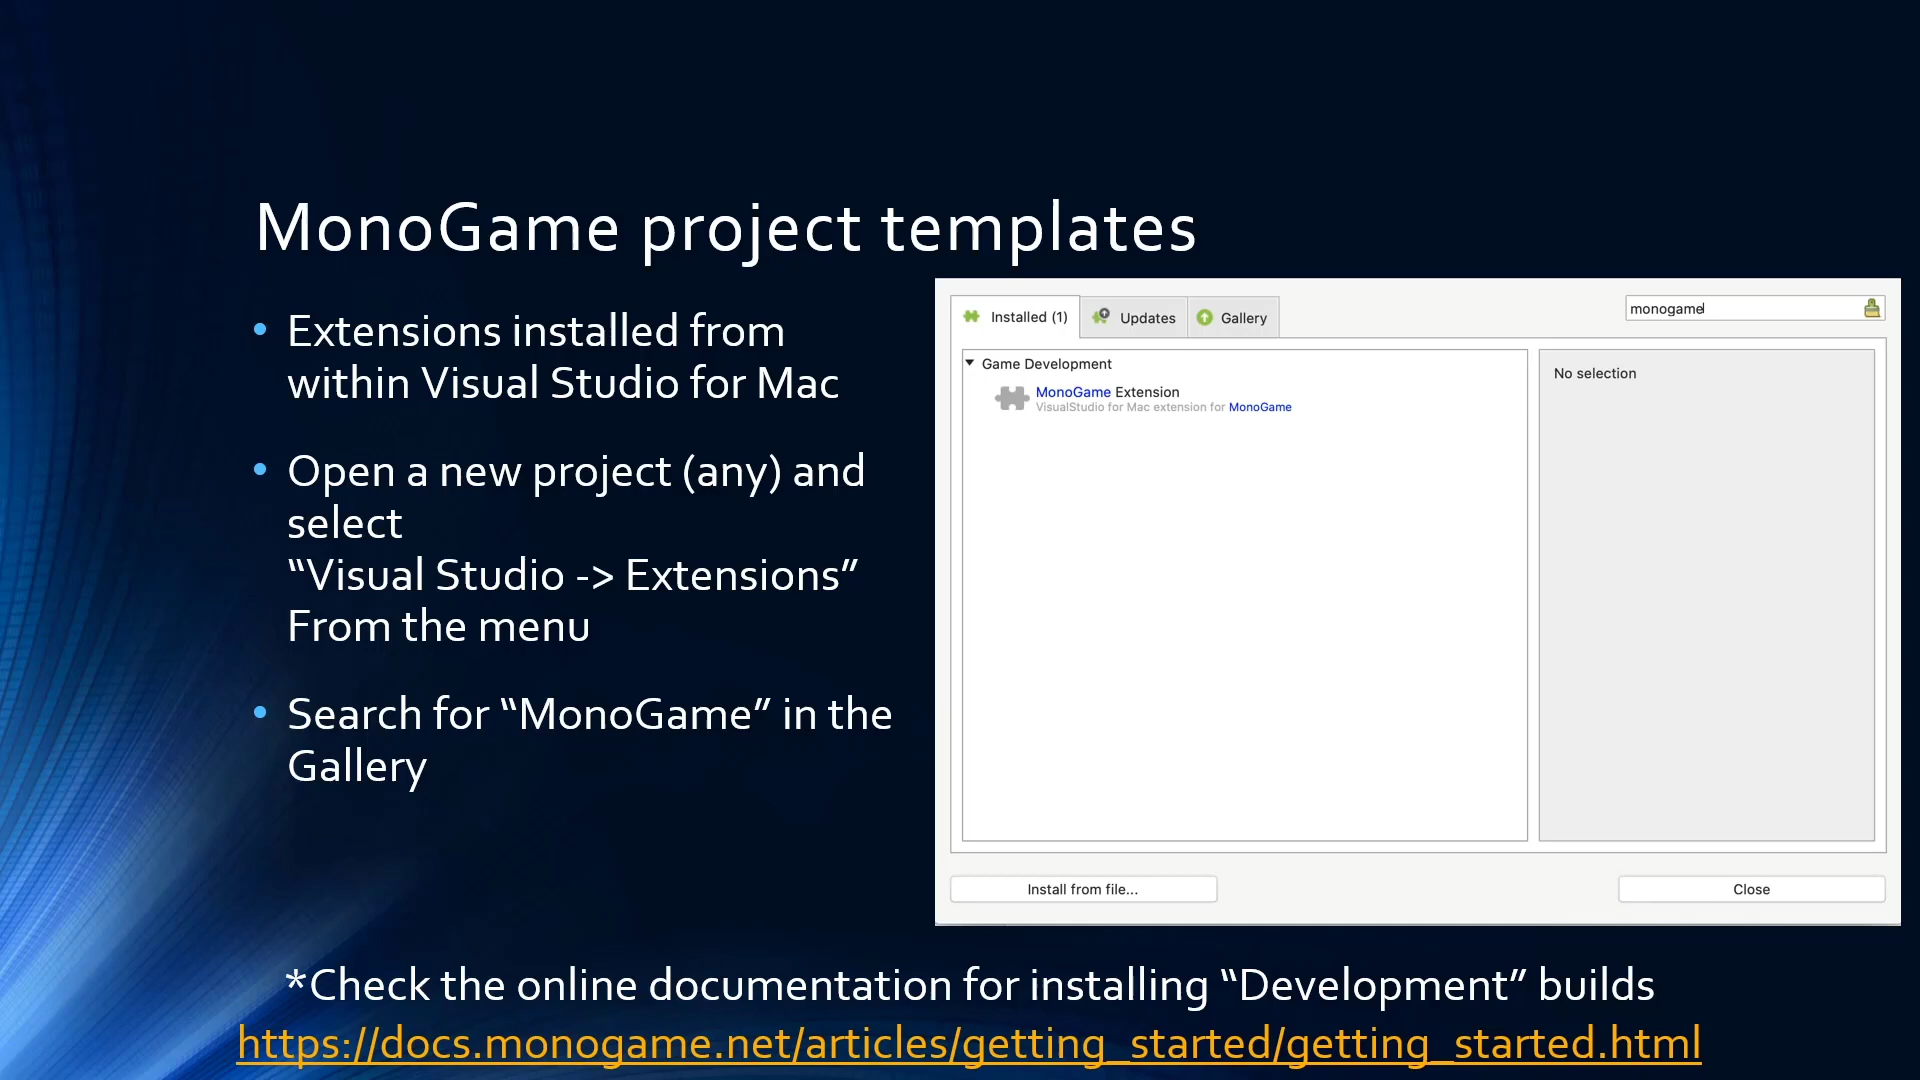 MonoGame project templates
• Extensions installed from
within Visual Studio for Mac
• Open a new project (any) and
select
“Visual Studio -> Extensions”
From the menu
• Search for “MonoGame” in the
Gallery
Installed (1)
Updates
Gallery
monogame
Game Development
MonoGame Extension
VisualStudio for Mac extension for MonoGame
No selection
Install from file...
Close
*Check the online documentation for installing “Development” builds
https://docs.monogame.net/articles/getting_started/getting_started.html